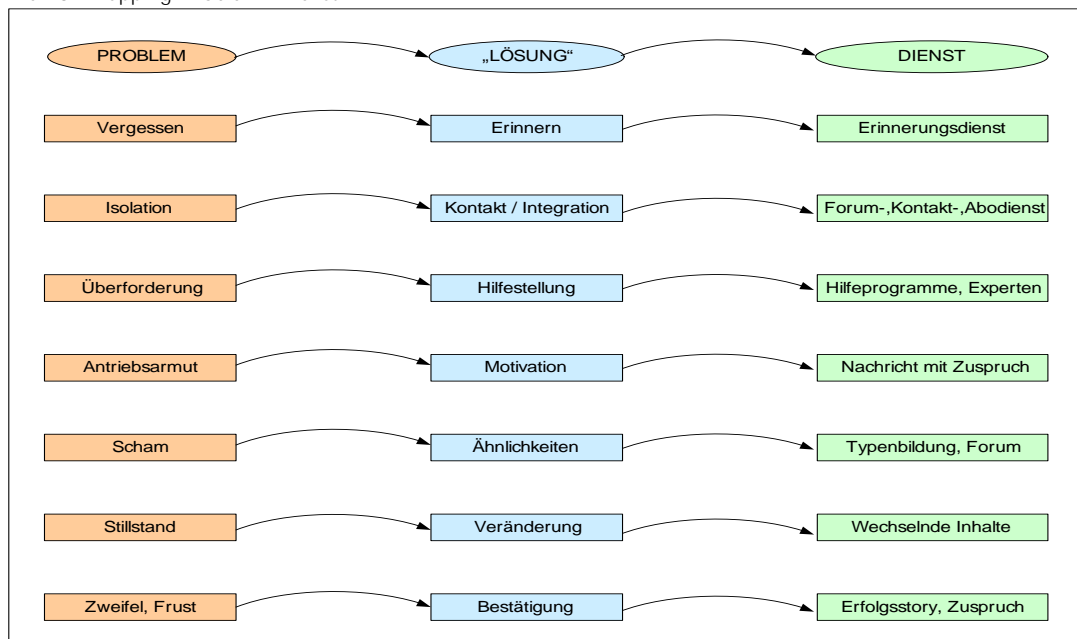 PROBLEM „LÖSUNG“ DIENST
Vergessen Erinnern Erinnerungsdienst
Isolation Kontakt / Integration Forum-,Kontakt-,Abodienst
Überforderung Hilfestellung Hilfeprogramme, Experten
Antriebsarmut Motivation Nachricht mit Zuspruch
Scham Ähnlichkeiten Typenbildung, Forum
Stillstand Veränderung Wechselnde Inhalte
Zweifel, Frust Bestätigung Erfolgsstory, Zuspruch